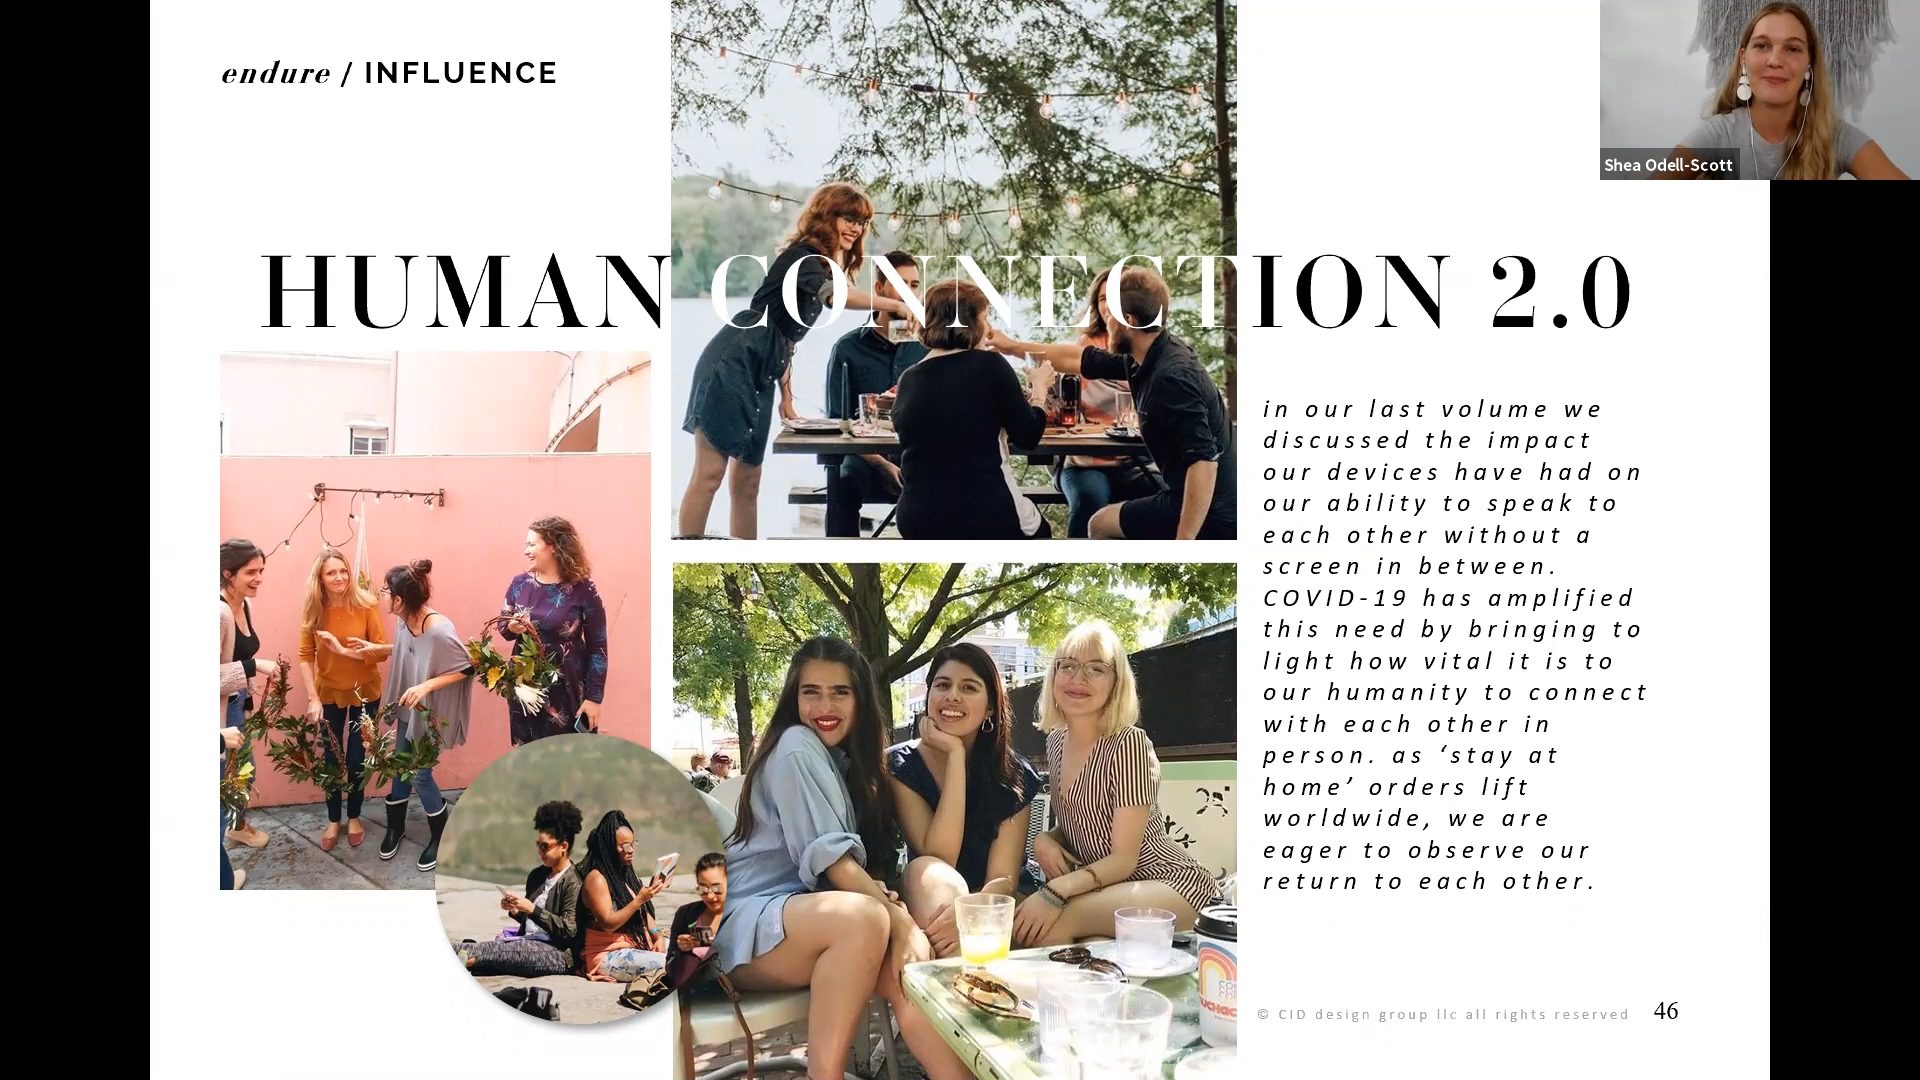 endure / INFLUENCE
Shea Odell-Scott
HUMAN CONNECTION 2.0
in our last volume we
discussed the impact
our devices have had on
our ability to speak to
each other without a
screen in between.
COVID-19 has amplified
this need by bringing to
light how vital it is to
our humanity to connect
with each other in
person. as ‘stay at
home’ orders lift
worldwide, we are
eager to observe our
return to each other.
© CID design group llc all rights reserved 46